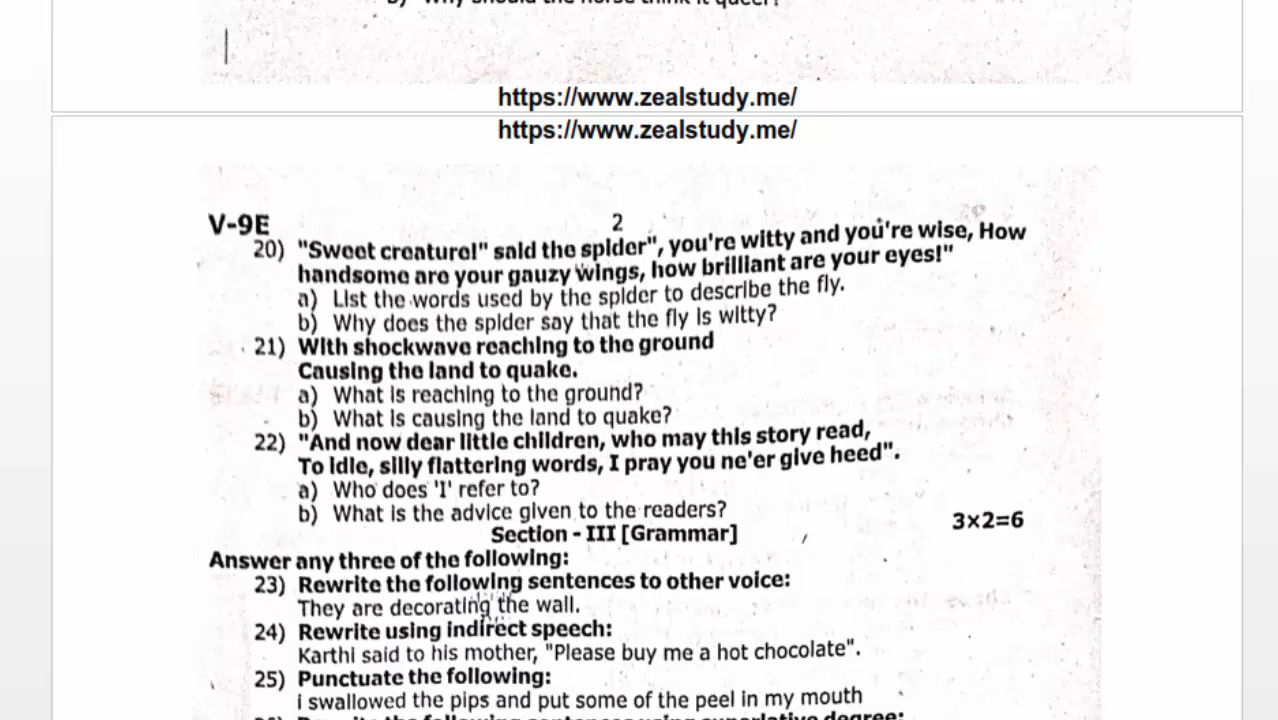 b) Why should the horse think it queer?
https://www.zealstudy.me/
https://www.zealstudy.me/
V-9E
2
20) "Sweet creature!" said the spider", you're witty and you're wise, How
handsome are your gauzy wings, how brilliant are your eyes!"
a) List the words used by the spider to describe the fly.
b) Why does the spider say that the fly is witty?
21) With shockwave reaching to the ground
Causing the land to quake.
a) What is reaching to the ground?
b) What is causing the land to quake?
22) "And now dear little children, who may this story read,
To idle, silly flattering words, I pray you ne'er give heed".
a) Who does 'I' refer to?
b) What is the advice given to the readers?
Section - III [Grammar]
3×2=6
Answer any three of the following:
23) Rewrite the following sentences to other voice:
They are decorating the wall.
24) Rewrite using indirect speech:
Karthi said to his mother, "Please buy me a hot chocolate".
25) Punctuate the following:
i swallowed the pips and put some of the peel in my mouth
26) Rewrite the following sentences using superlative degree: